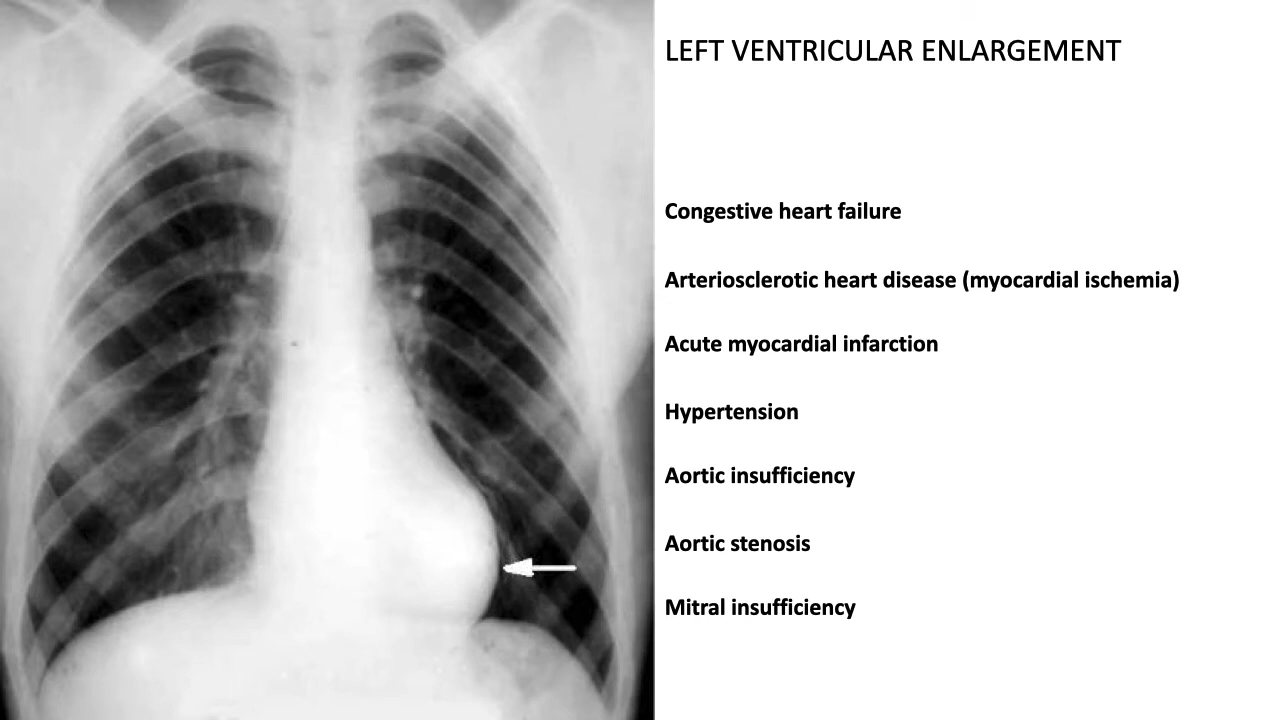 LEFT VENTRICULAR ENLARGEMENT
Congestive heart failure
Arteriosclerotic heart disease (myocardial ischemia)
Acute myocardial infarction
Hypertension
Aortic insufficiency
Aortic stenosis
Mitral insufficiency